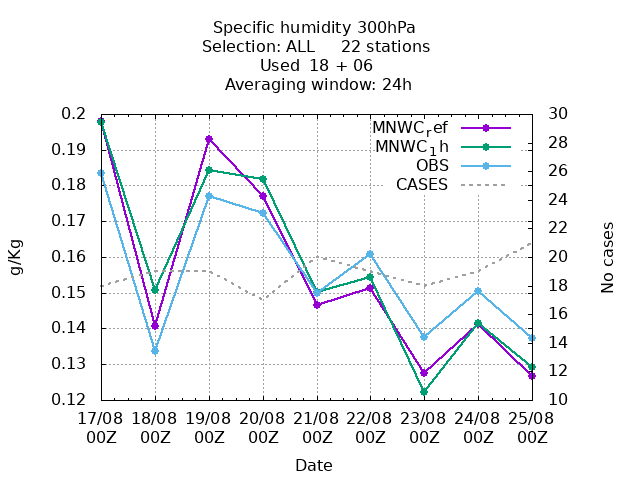 Specific humidity 300hPa
Selection: ALL     22 stations
Used  18 + 06
Averaging window: 24h
0.2
0.19
0.18
0.17
0.16
0.15
0.14
0.13
0.12
g/Kg
30
28
26
24
22
20
18
16
14
12
10
No cases
MNWC_ref
MNWC_1h
OBS
CASES
17/08 18/08 19/08 20/08 21/08 22/08 23/08 24/08 25/08
00Z 00Z 00Z 00Z 00Z 00Z 00Z 00Z 00Z
Date